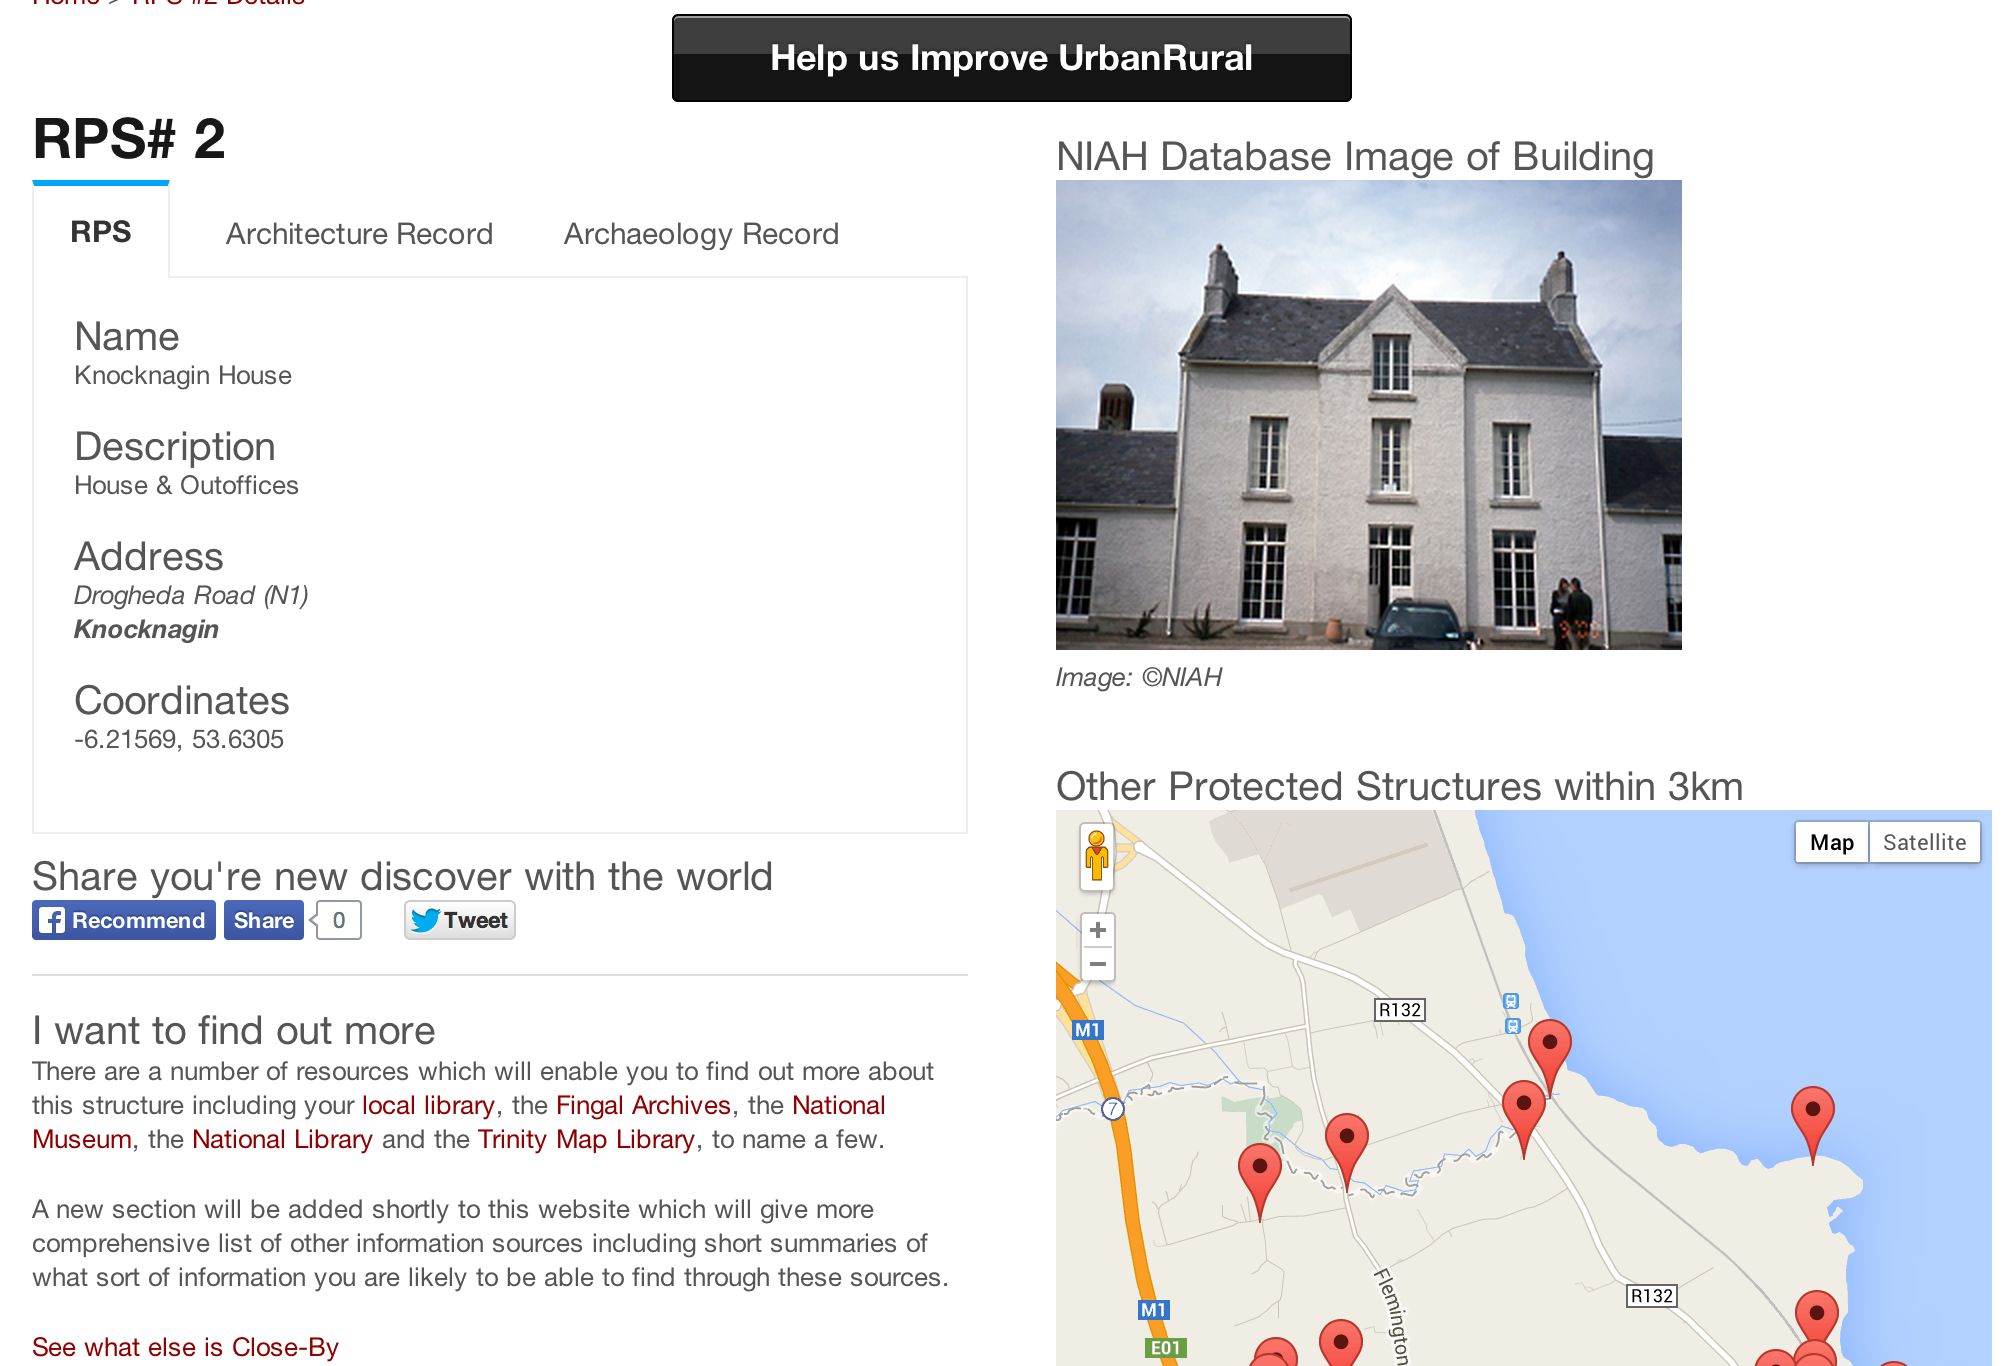 Home > RPS #2 Details
Help us Improve UrbanRural
RPS# 2
RPS
Architecture Record
Archaeology Record
Name
Knocknagin House
Description
House & Outoffices
Address
Drogheda Road (N1)
Knocknagin
Coordinates
-6.21569, 53.6305
Share you're new discover with the world
Recommend
Share
0
Tweet
I want to find out more
There are a number of resources which will enable you to find out more about
this structure including your local library, the Fingal Archives, the National
Museum, the National Library and the Trinity Map Library, to name a few.
A new section will be added shortly to this website which will give more
comprehensive list of other information sources including short summaries of
what sort of information you are likely to be able to find through these sources.
See what else is Close-By
NIAH Database Image of Building
Image: ©NIAH
Other Protected Structures within 3km
Map
Satellite
R132
M1
7
R132
Flemington
M1
E01